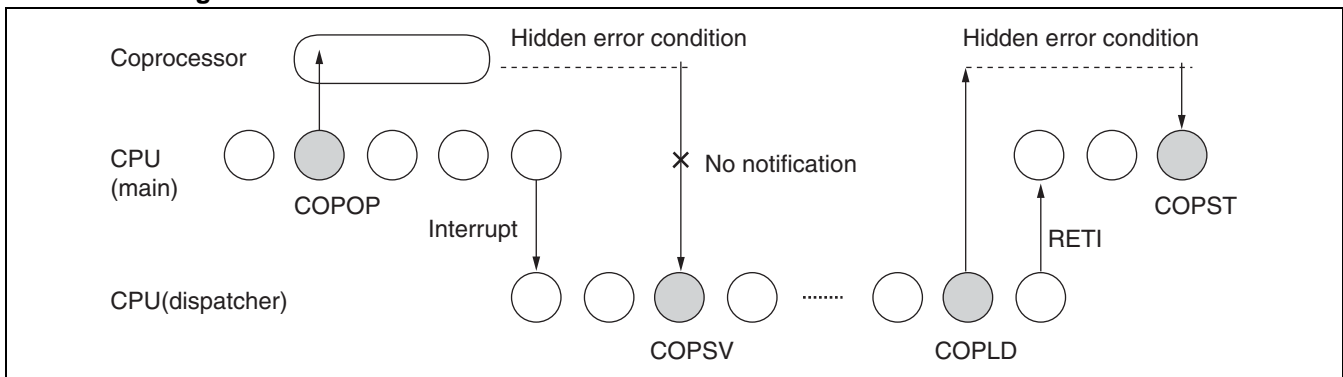 Coprocessor
Hidden error condition
Hidden error condition
CPU
(main)
No notification
COPOP
COPST
Interrupt
RETI
CPU(dispatcher)
COPSV
COPLD